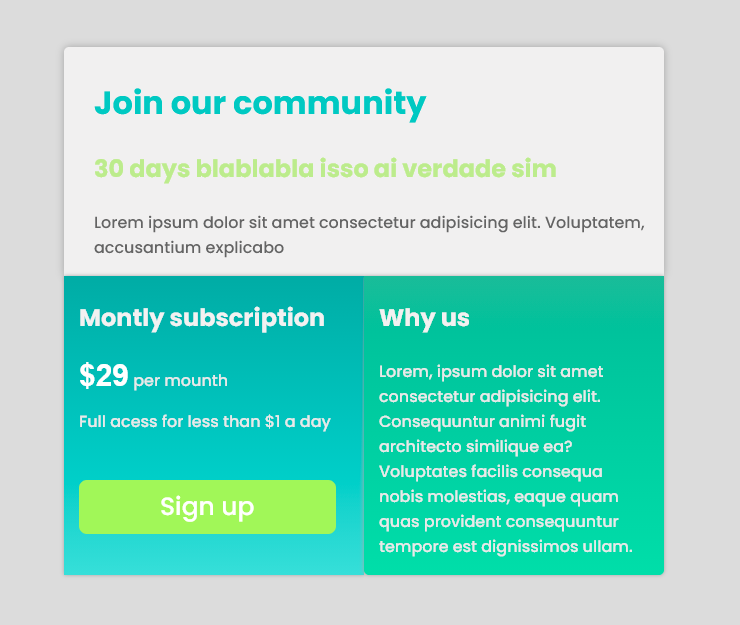 Join our community
30 days blablabla isso ai verdade sim
Lorem ipsum dolor sit amet consectetur adipisicing elit. Voluptatem,
accusantium explicabo
Montly subscription
$29 per mounth
Full acess for less than $1 a day
Sign up
Why us
Lorem, ipsum dolor sit amet
consectetur adipisicing elit.
Consequuntur animi fugit
architecto similique ea?
Voluptates facilis consequa
nobis molestias, eaque quam
quas provident consequuntur
tempore est dignissimos ullam.